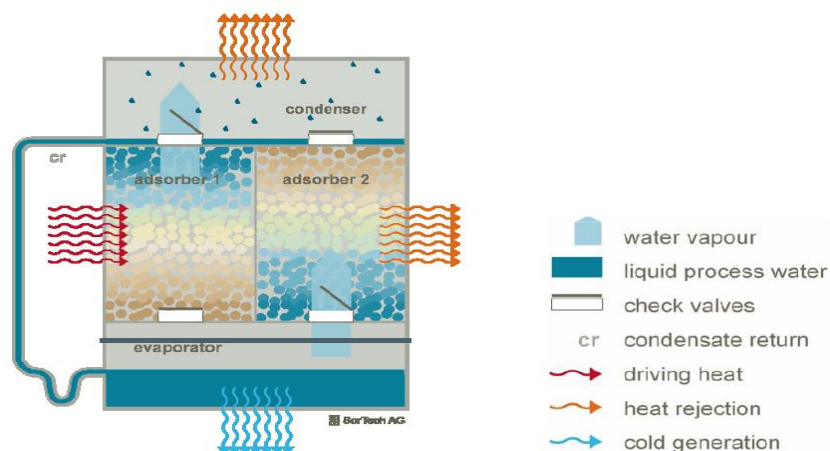 condenser
cr
adsorber 1
adsorber 2
evaporator
SorTech AG
water vapour
liquid process water
check valves
cr condensate return
driving heat
heat rejection
cold generation